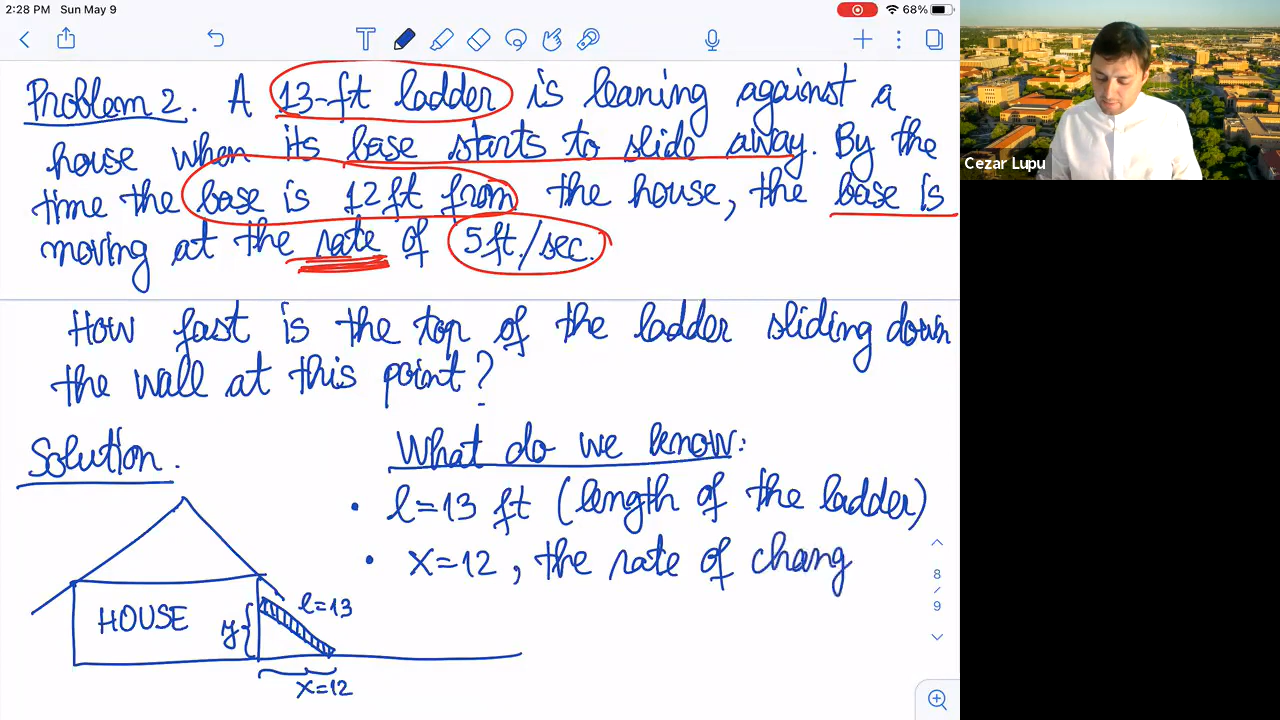 2:28 PM Sun May 9
68%
Problem 2. A 13-ft ladder is leaning against a
house when its base starts to slide away. By the
time the base is 12ft from the house, the base is
moving at the rate of 5ft./sec.
How fast is the top of the ladder sliding down
the wall at this point?
Solution.
What do we know:
• l=13 ft (length of the ladder)
• x=12, the rate of chang
HOUSE
l=13
y
x=12
8
/
9
Cezar Lupu